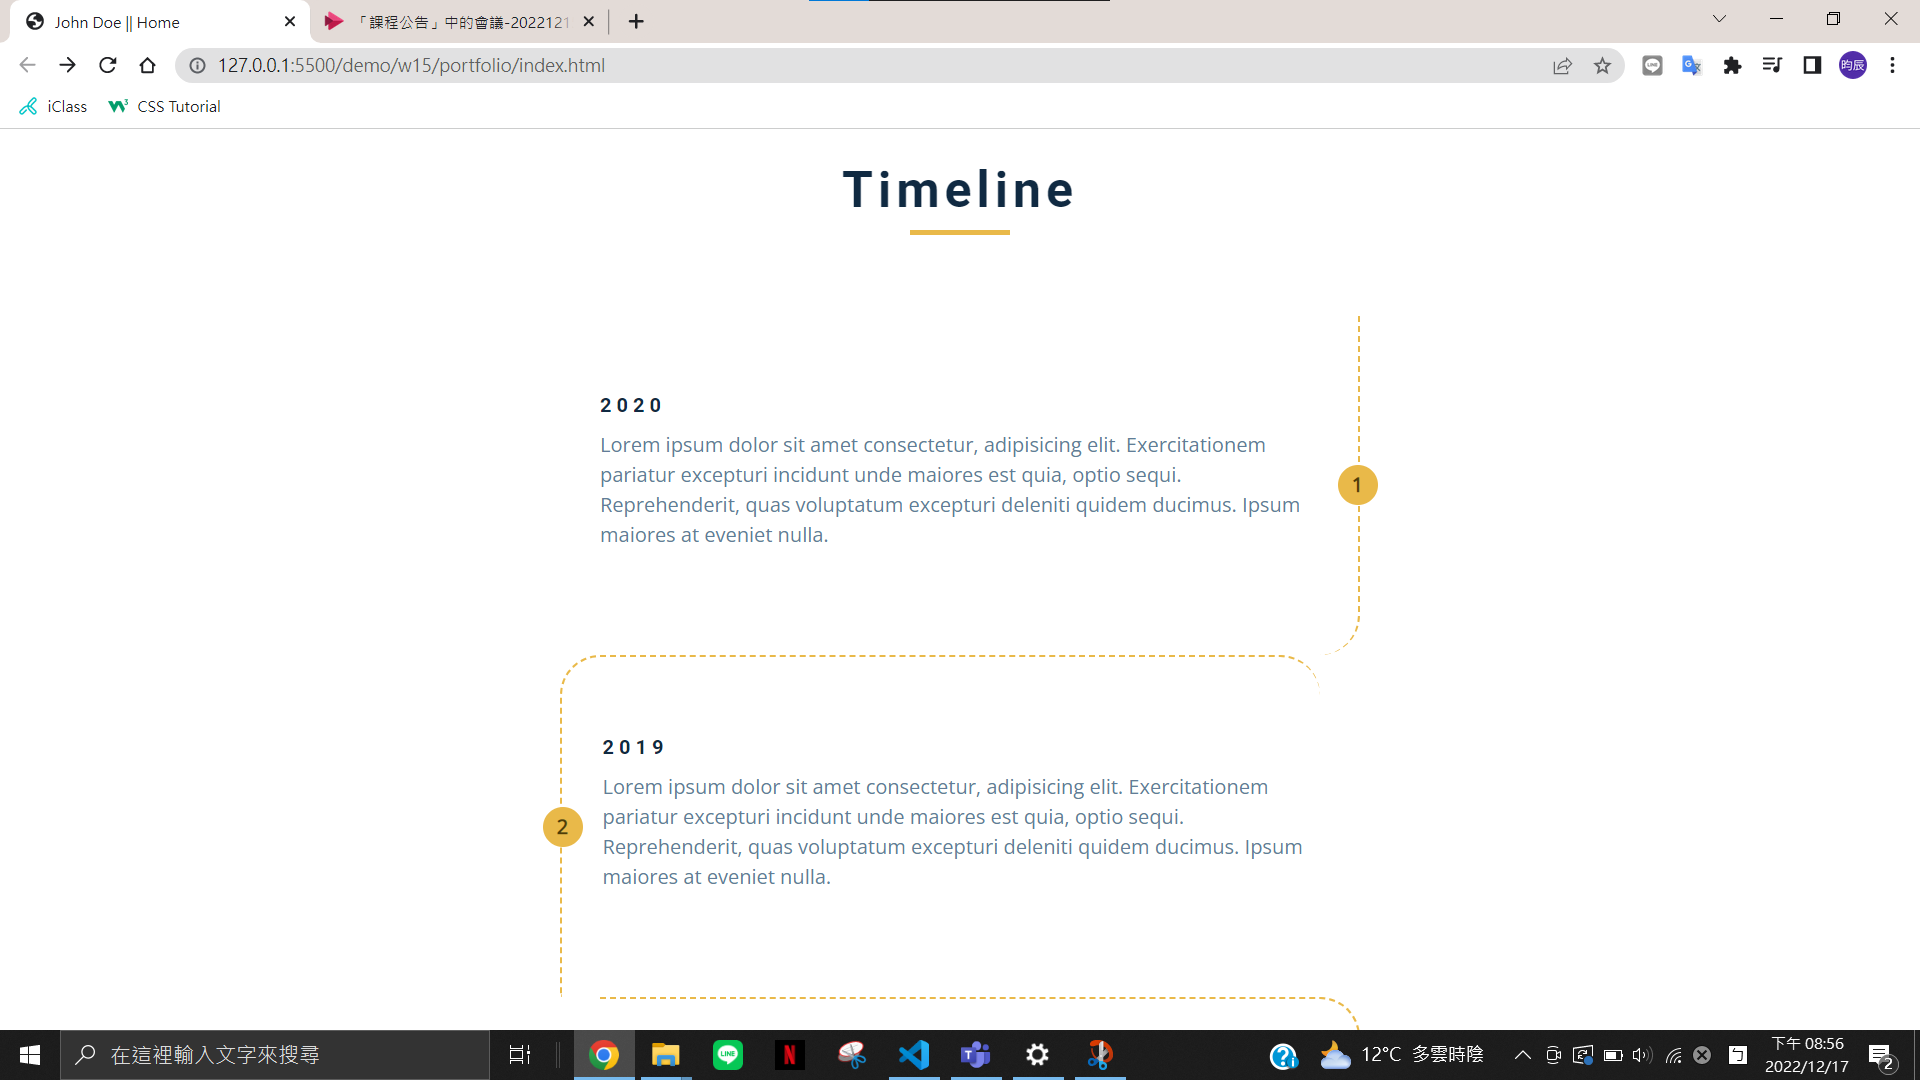 John Doe || Home
「課程公告」中的會議-2022121
127.0.0.1:5500/demo/w15/portfolio/index.html
昀辰
iClass
CSS Tutorial
Timeline
2020
Lorem ipsum dolor sit amet consectetur, adipisicing elit. Exercitationem
pariatur excepturi incidunt unde maiores est quia, optio sequi.
Reprehenderit, quas voluptatum excepturi deleniti quidem ducimus. Ipsum
maiores at eveniet nulla.
1
2019
Lorem ipsum dolor sit amet consectetur, adipisicing elit. Exercitationem
pariatur excepturi incidunt unde maiores est quia, optio sequi.
Reprehenderit, quas voluptatum excepturi deleniti quidem ducimus. Ipsum
maiores at eveniet nulla.
2
在這裡輸入文字來搜尋
LINE
N
12°C 多雲時陰
下午 08:56
2022/12/17
2